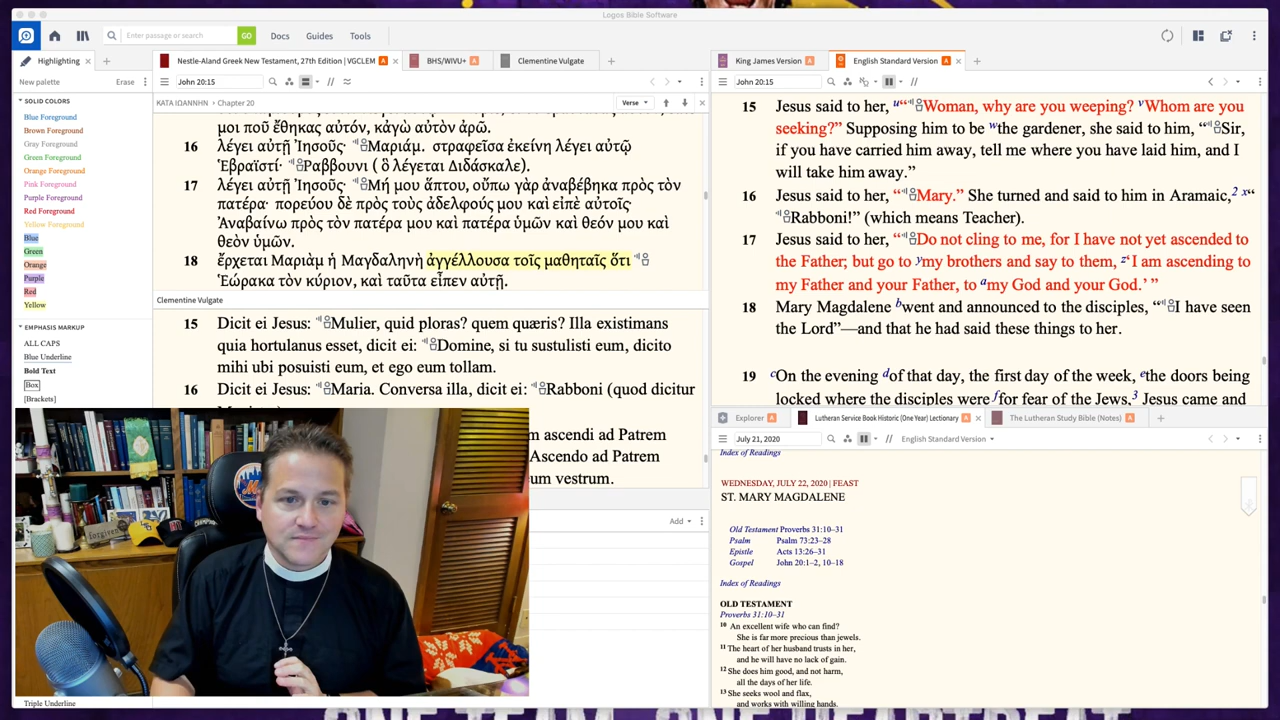 Logos Bible Software
Enter passage or search
GO
Docs
Guides
Tools
Highlighting
New palette
Erase
SOLID COLORS
Blue Foreground
Brown Foreground
Gray Foreground
Green Foreground
Orange Foreground
Pink Foreground
Purple Foreground
Red Foreground
Yellow Foreground
Blue
Green
Orange
Purple
Red
Yellow
EMPHASIS MARKUP
ALL CAPS
Blue Underline
Bold Text
Box
[Brackets]
Triple Underline
Nestle-Aland Greek New Testament, 27th Edition | VGCLEM A
BHS/WIVU+ A
Clementine Vulgate
John 20:15
ΚΑΤΑ ΙΩΑΝΝΗΝ › Chapter 20
Verse
μοι ποῦ ἔθηκας αὐτόν, κἀγὼ αὐτὸν ἀρῶ.
16 λέγει αὐτῇ Ἰησοῦς· Μαριάμ. στραφεῖσα ἐκείνη λέγει αὐτῷ
Ἑβραϊστί· Ραββουνι ( ὃ λέγεται Διδάσκαλε).
17 λέγει αὐτῇ Ἰησοῦς· Μή μου ἅπτου, οὔπω γὰρ ἀναβέβηκα πρὸς τὸν
πατέρα· πορεύου δὲ πρὸς τοὺς ἀδελφούς μου καὶ εἰπὲ αὐτοῖς·
Ἀναβαίνω πρὸς τὸν πατέρα μου καὶ πατέρα ὑμῶν καὶ θεόν μου καὶ
θεὸν ὑμῶν.
18 ἔρχεται Μαριὰμ ἡ Μαγδαληνὴ ἀγγέλλουσα τοῖς μαθηταῖς ὅτι
Ἑώρακα τὸν κύριον, καὶ ταῦτα εἶπεν αὐτῇ.
Clementine Vulgate
15 Dicit ei Jesus: Mulier, quid ploras? quem quæris? Illa existimans
quia hortulanus esset, dicit ei: Domine, si tu sustulisti eum, dicito
mihi ubi posuisti eum, et ego eum tollam.
16 Dicit ei Jesus: Maria. Conversa illa, dicit ei: Rabboni (quod dicitur
m ascendi ad Patrem
Ascendo ad Patrem
um vestrum.
Add
King James Version A
English Standard Version A
John 20:15
15 Jesus said to her, u“Woman, why are you weeping? vWhom are you
seeking?” Supposing him to be wthe gardener, she said to him, “Sir,
if you have carried him away, tell me where you have laid him, and I
will take him away.”
16 Jesus said to her, “Mary.” She turned and said to him in Aramaic,2 x“
Rabboni!” (which means Teacher).
17 Jesus said to her, “Do not cling to me, for I have not yet ascended to
the Father; but go to ymy brothers and say to them, z‘I am ascending to
my Father and your Father, to amy God and your God.’ ”
18 Mary Magdalene bwent and announced to the disciples, “I have seen
the Lord”—and that he had said these things to her.
19 cOn the evening dof that day, the first day of the week, ethe doors being
locked where the disciples were ffor fear of the Jews,3 Jesus came and
Explorer A
Lutheran Service Book Historic (One Year) Lectionary A
The Lutheran Study Bible (Notes) A
July 21, 2020
English Standard Version
Index of Readings
WEDNESDAY, JULY 22, 2020 | FEAST
ST. MARY MAGDALENE
Old Testament Proverbs 31:10–31
Psalm Psalm 73:23–28
Epistle Acts 13:26–31
Gospel John 20:1–2, 10–18
Index of Readings
OLD TESTAMENT
Proverbs 31:10–31
10 An excellent wife who can find?
She is far more precious than jewels.
11 The heart of her husband trusts in her,
and he will have no lack of gain.
12 She does him good, and not harm,
all the days of her life.
13 She seeks wool and flax,
and works with willing hands.